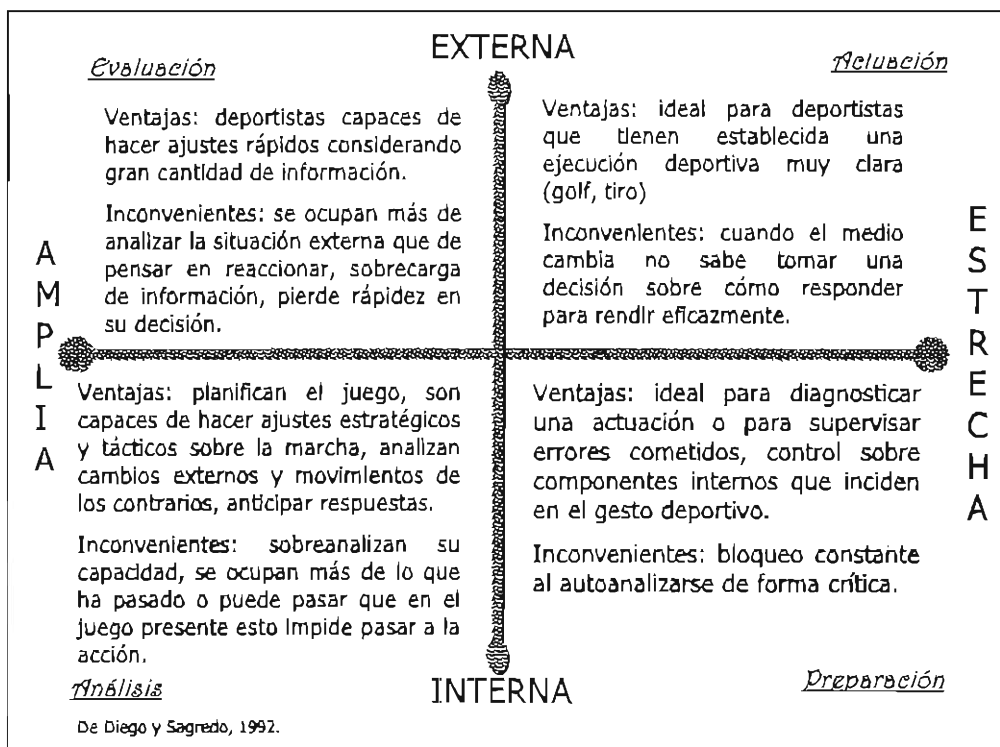 EXTERNA
Evaluación
Ventajas: deportistas capaces de
hacer ajustes rápidos considerando
gran cantidad de información.
Inconvenientes: se ocupan más de
analizar la situación externa que de
pensar en reaccionar, sobrecarga
de información, pierde rápidez en
su decisión.
Actuación
Ventajas: ideal para deportistas
que tienen establecida una
ejecución deportiva muy clara
(golf, tiro)
Inconvenientes: cuando el medio
cambia no sabe tomar una
decisión sobre cómo responder
para rendir eficazmente.
AMPLIA
ESTRECHA
Ventajas: planifican el juego, son
capaces de hacer ajustes estratégicos
y tácticos sobre la marcha, analizan
cambios externos y movimientos de
los contrarios, anticipar respuestas.
Inconvenientes: sobreanalizan su
capacidad, se ocupan más de lo que
ha pasado o puede pasar que en el
juego presente esto impide pasar a la
acción.
Análisis
Ventajas: ideal para diagnosticar
una actuación o para supervisar
errores cometidos, control sobre
componentes internos que inciden
en el gesto deportivo.
Inconvenientes: bloqueo constante
al autoanalizarse de forma crítica.
Preparación
INTERNA
De Diego y Sagredo, 1992.